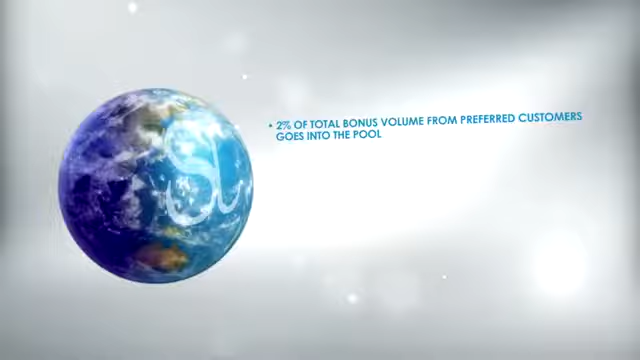 • 2% OF TOTAL BONUS VOLUME FROM PREFERRED CUSTOMERS
GOES INTO THE POOL